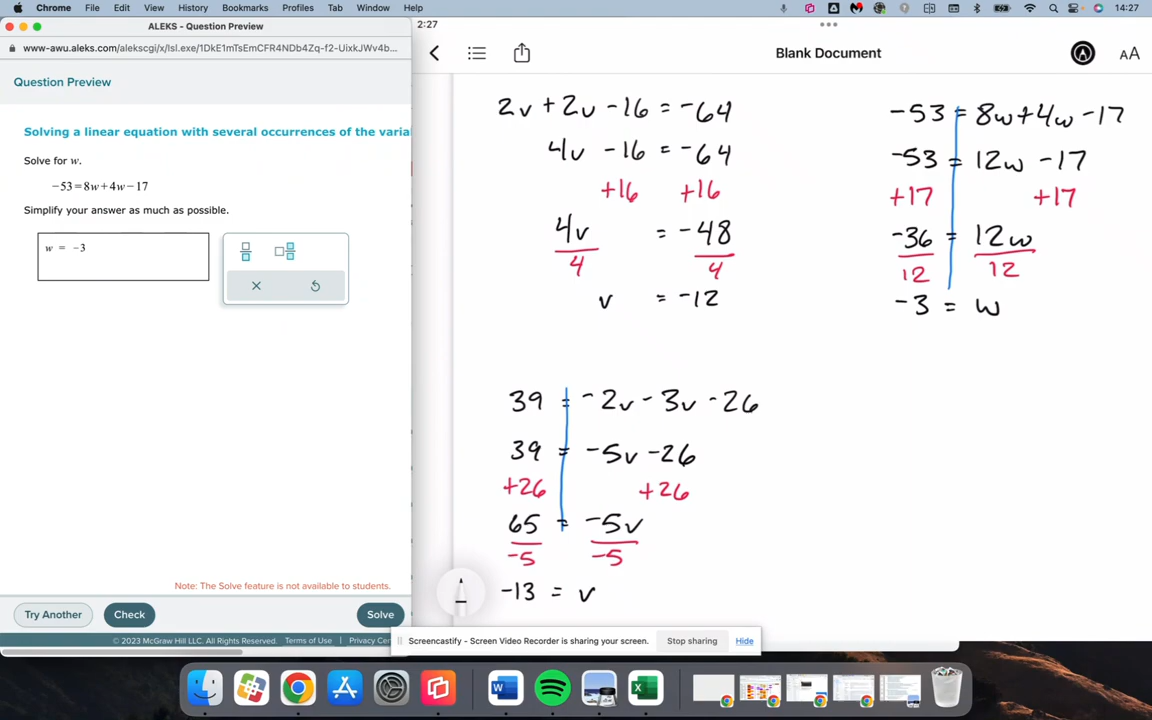 Chrome File Edit View History Bookmarks Profiles Tab Window Help 14:27
ALEKS - Question Preview
www-awu.aleks.com/alekscgi/x/Isl.exe/1DkE1mTsEmCFR4NDb4Zq-f2-UixkJWv4b...
Question Preview
Solving a linear equation with several occurrences of the varia
Solve for w.
−53=8w+4w−17
Simplify your answer as much as possible.
w = −3
Note: The Solve feature is not available to students.
Try Another Check Solve
© 2023 McGraw Hill LLC. All Rights Reserved. Terms of Use | Privacy Cen
2:27
Blank Document
AA
2v + 2v - 16 = -64
4v - 16 = -64
+16 +16
4v = -48
4 4
v = -12
-53 = 8w+4w-17
-53 = 12w -17
+17 +17
-36 = 12w
12 12
-3 = w
39 = -2v - 3v - 26
39 = -5v - 26
+26 +26
65 = -5v
-5 -5
-13 = v
Screencastify - Screen Video Recorder is sharing your screen. Stop sharing Hide